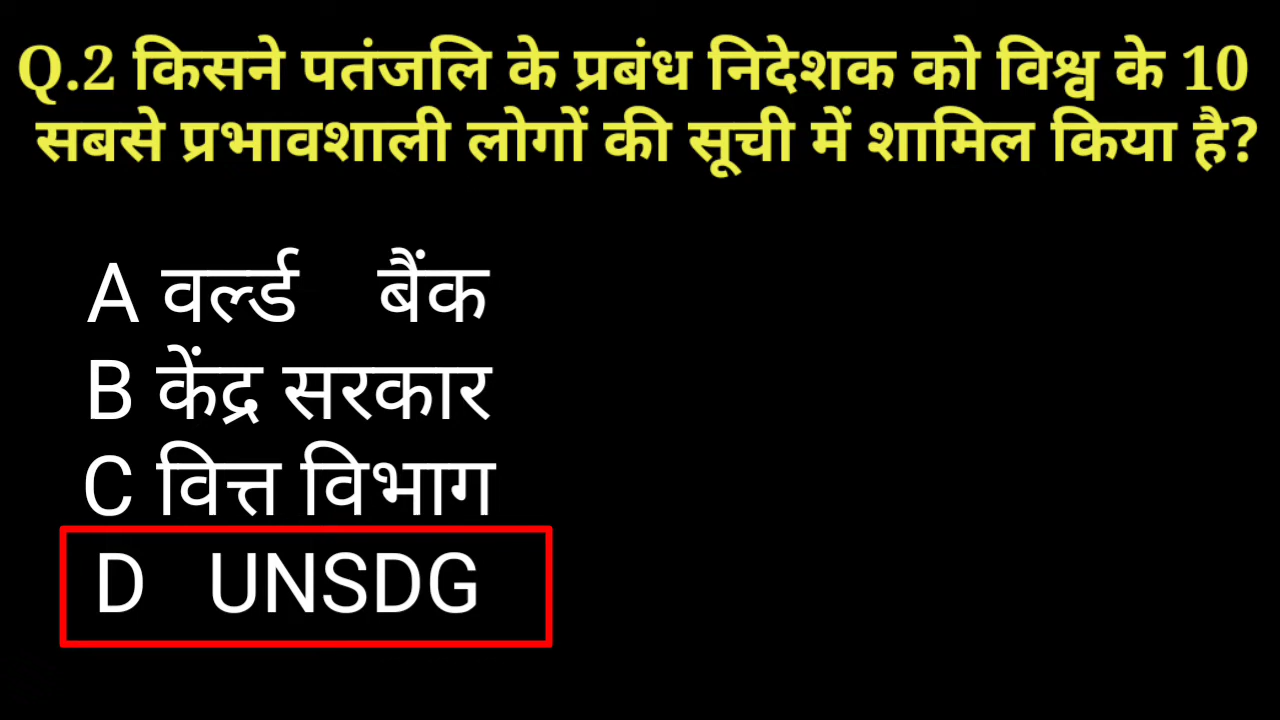 Q.2 किसने पतंजलि के प्रबंध निदेशक को विश्व के 10
सबसे प्रभावशाली लोगों की सूची में शामिल किया है?
A वर्ल्ड बैंक
B केंद्र सरकार
C वित्त विभाग
D UNSDG